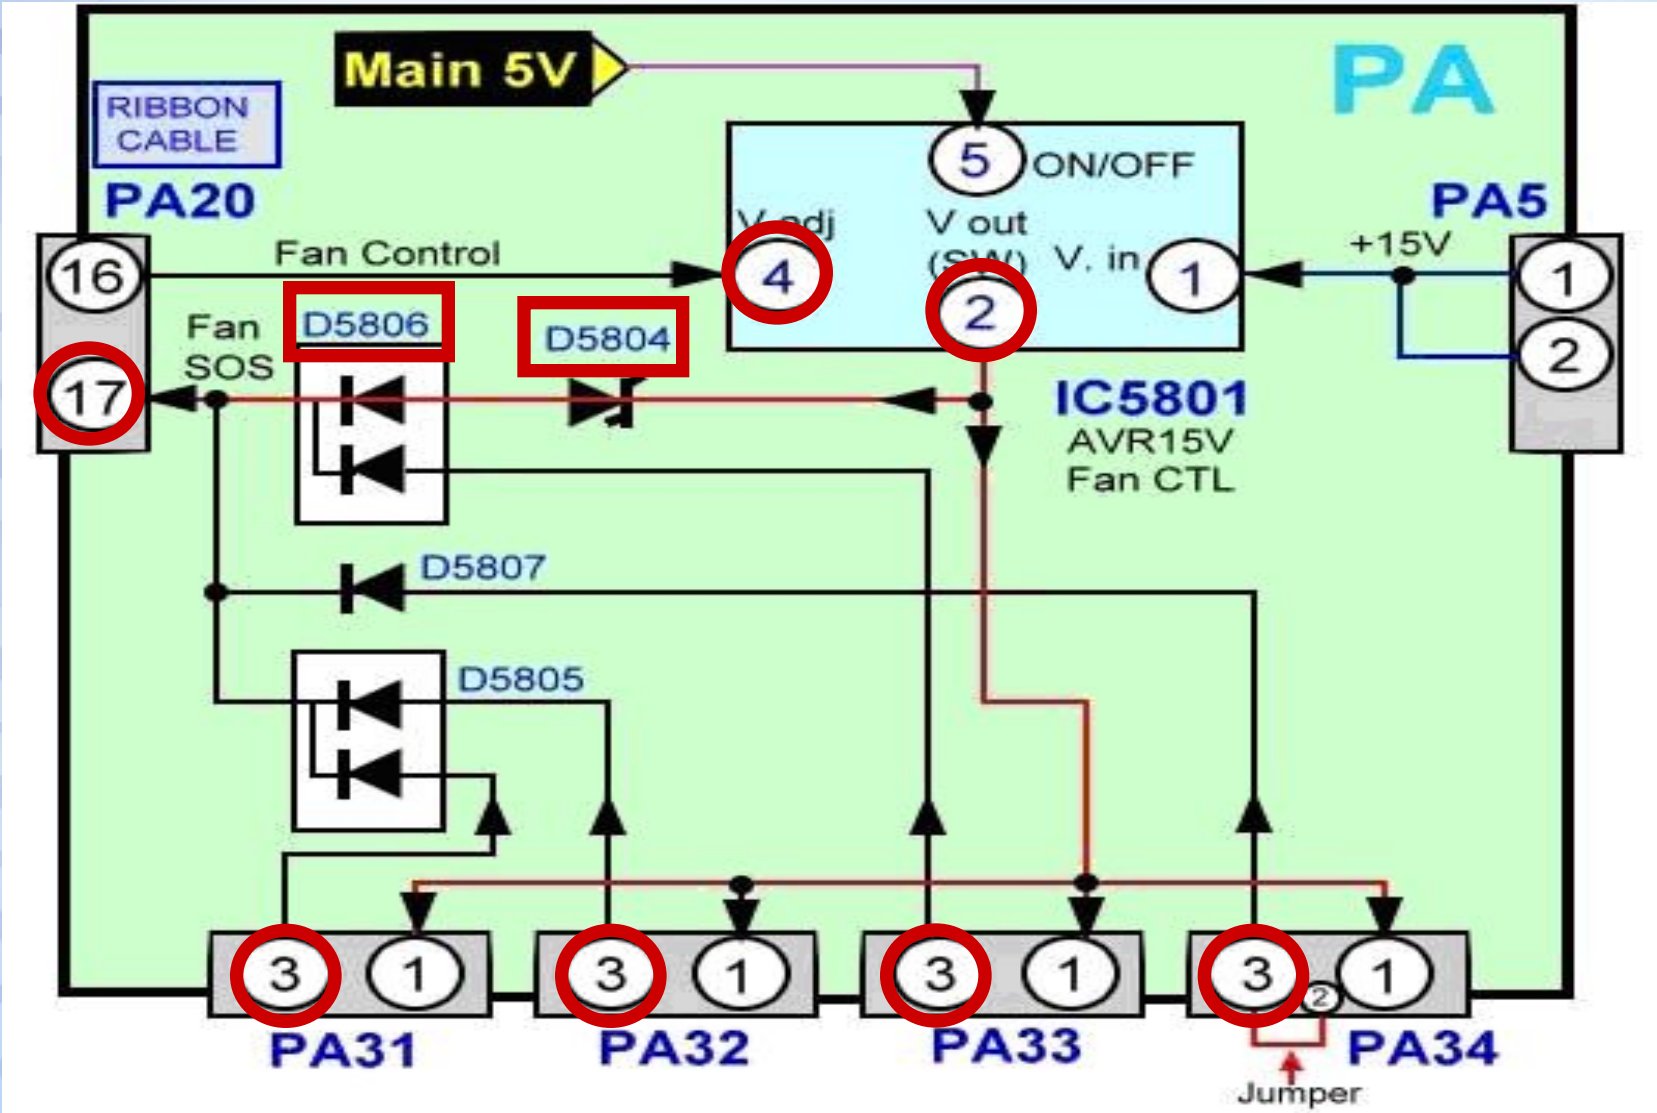 Main 5V
PA
RIBBON
CABLE
PA20
5
ON/OFF
PA5
V adj
V out
(SW)
V. in
+15V
16
Fan Control
4
2
1
1
2
Fan
SOS
D5806
D5804
17
IC5801
AVR15V
Fan CTL
D5807
D5805
3
1
3
1
3
1
3
2
1
PA31
PA32
PA33
PA34
Jumper